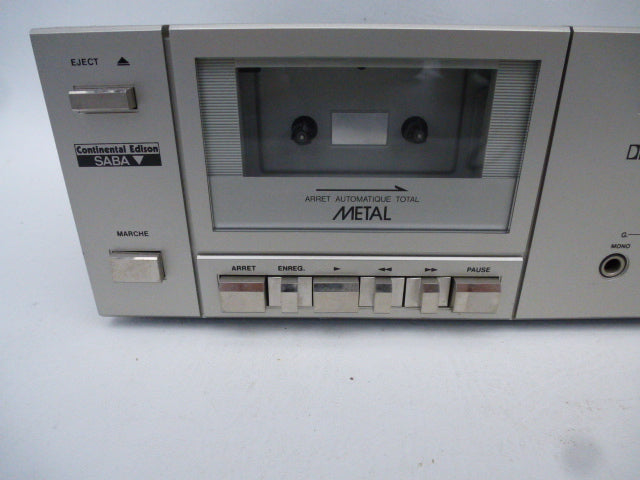 EJECT
Continental Edison
SABA
MARCHE
ARRET AUTOMATIQUE TOTAL
METAL
ARRET ENREG. PAUSE
G.
MONO